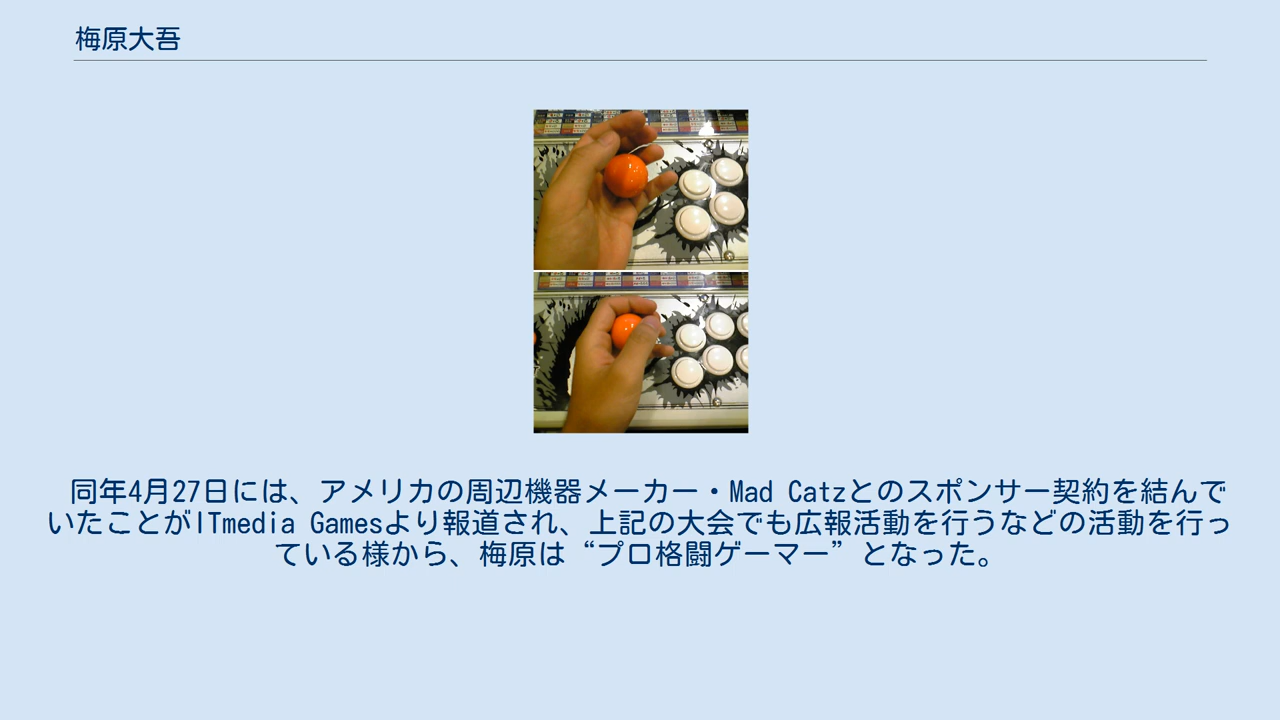 梅原大吾
同年4月27日には、アメリカの周辺機器メーカー・Mad Catzとのスポンサー契約を結んで
いたことがITmedia Gamesより報道され、上記の大会でも広報活動を行うなどの活動を行っ
ている様から、梅原は“プロ格闘ゲーマー”となった。